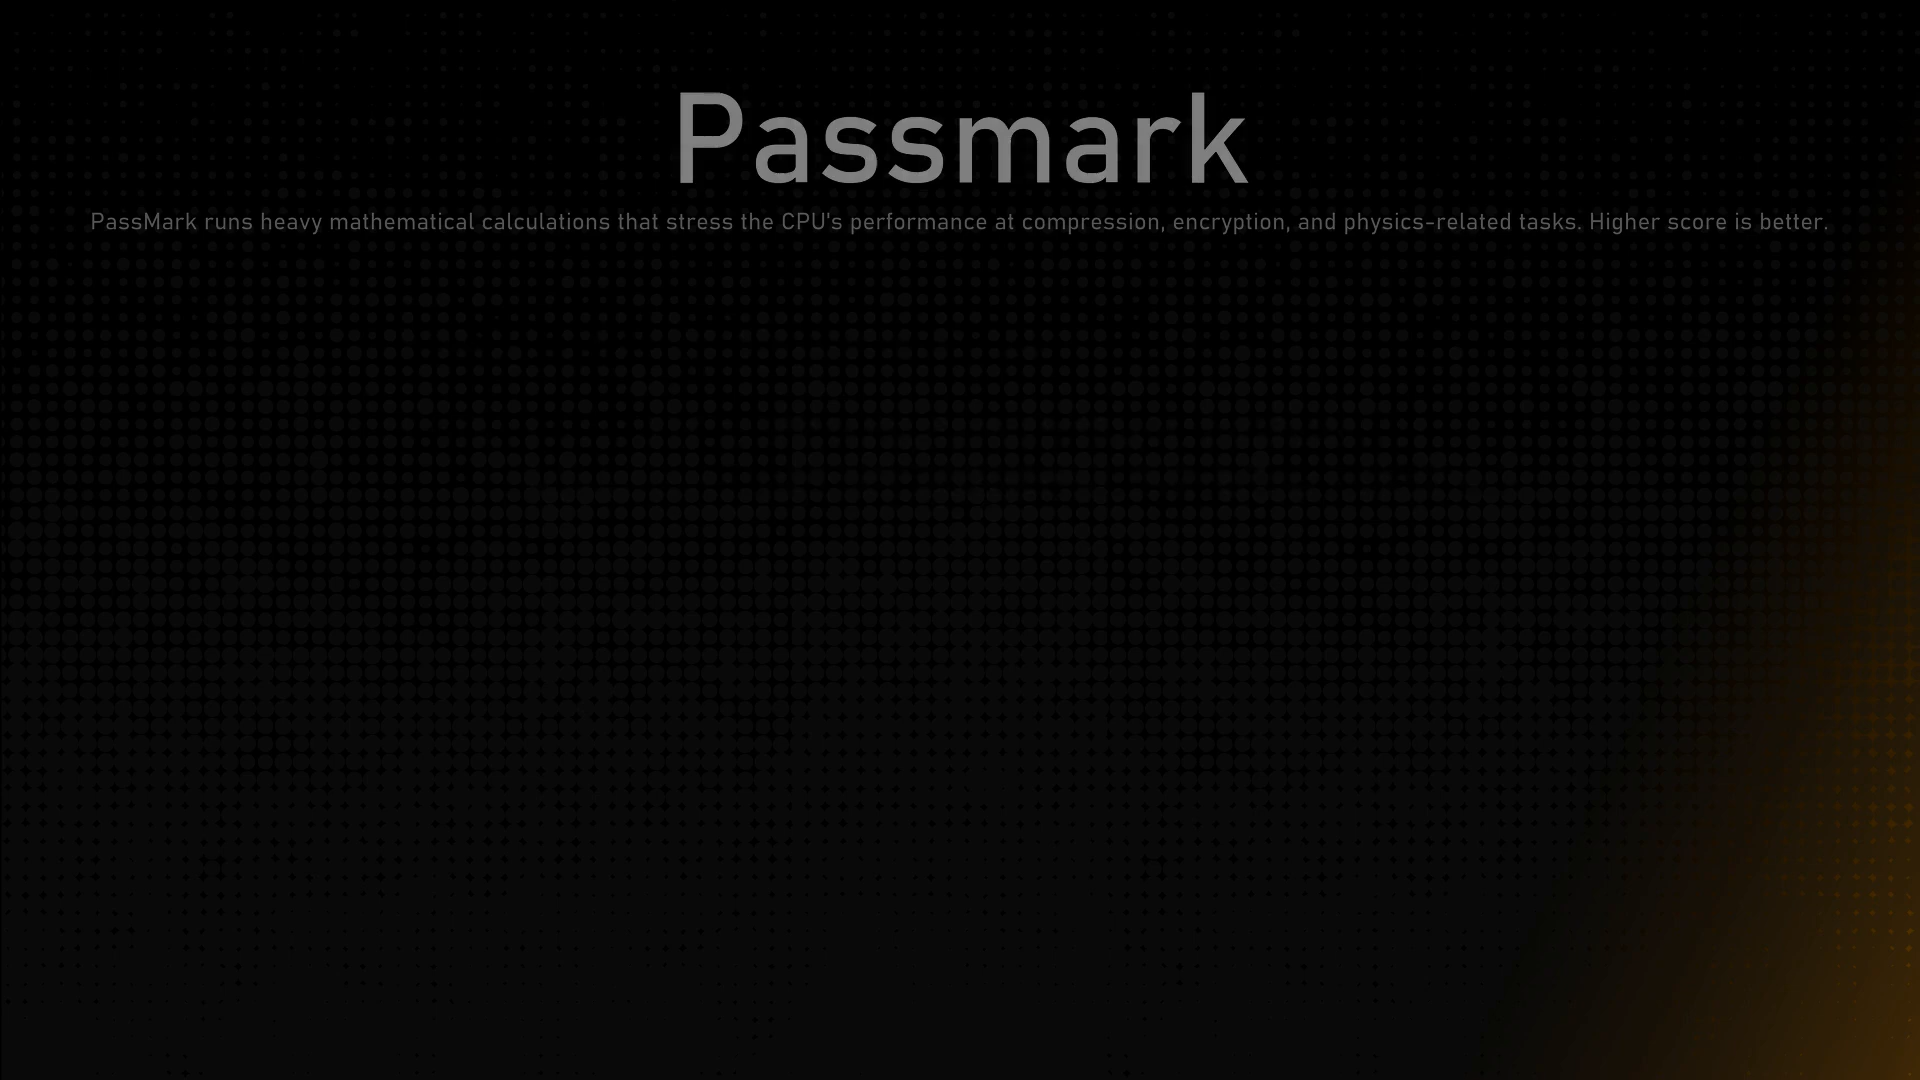 Passmark
PassMark runs heavy mathematical calculations that stress the CPU's performance at compression, encryption, and physics-related tasks. Higher score is better.